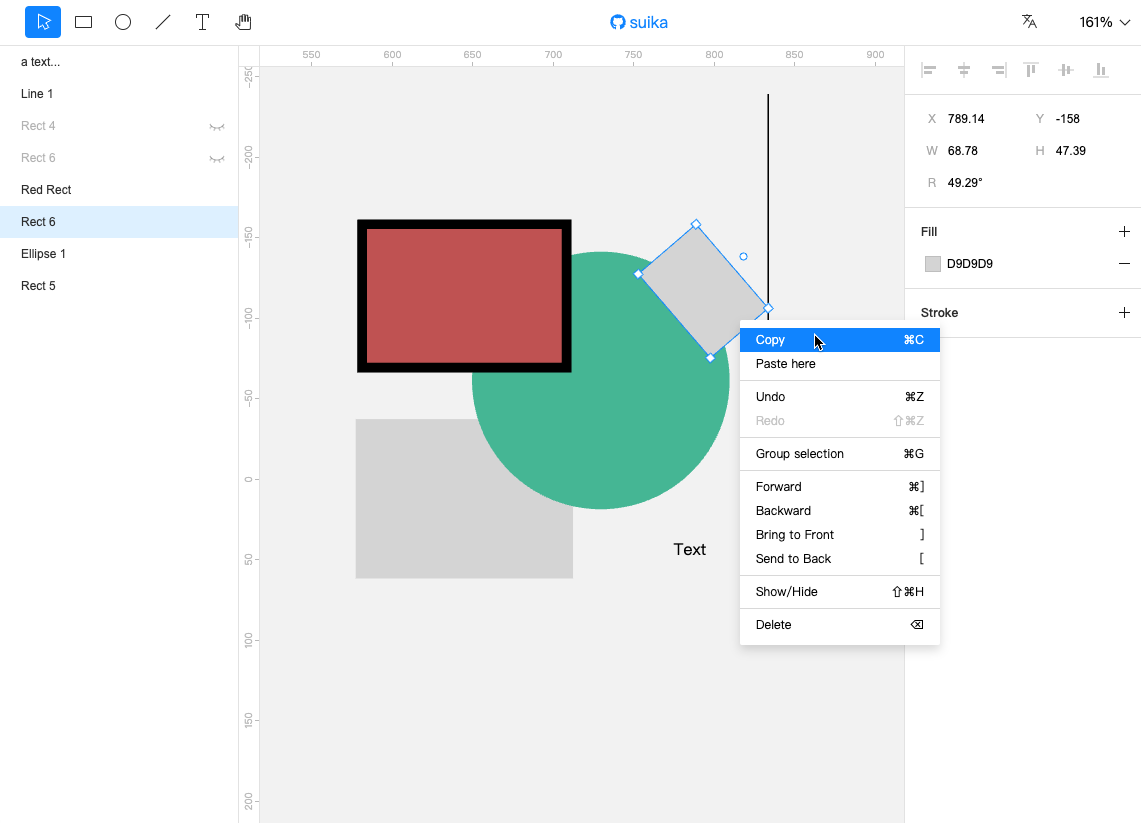 suika
161%
a text...
Line 1
Rect 4
Rect 6
Red Rect
Rect 6
Ellipse 1
Rect 5
550 600 650 700 750 800 850 900
-250
-200
-150
-100
-50
0
50
100
150
200
Text
Copy ⌘C
Paste here
Undo ⌘Z
Redo ⇧⌘Z
Group selection ⌘G
Forward ⌘]
Backward ⌘[
Bring to Front ]
Send to Back [
Show/Hide ⇧⌘H
Delete ⌫
X 789.14 Y -158
W 68.78 H 47.39
R 49.29°
Fill
D9D9D9
Stroke